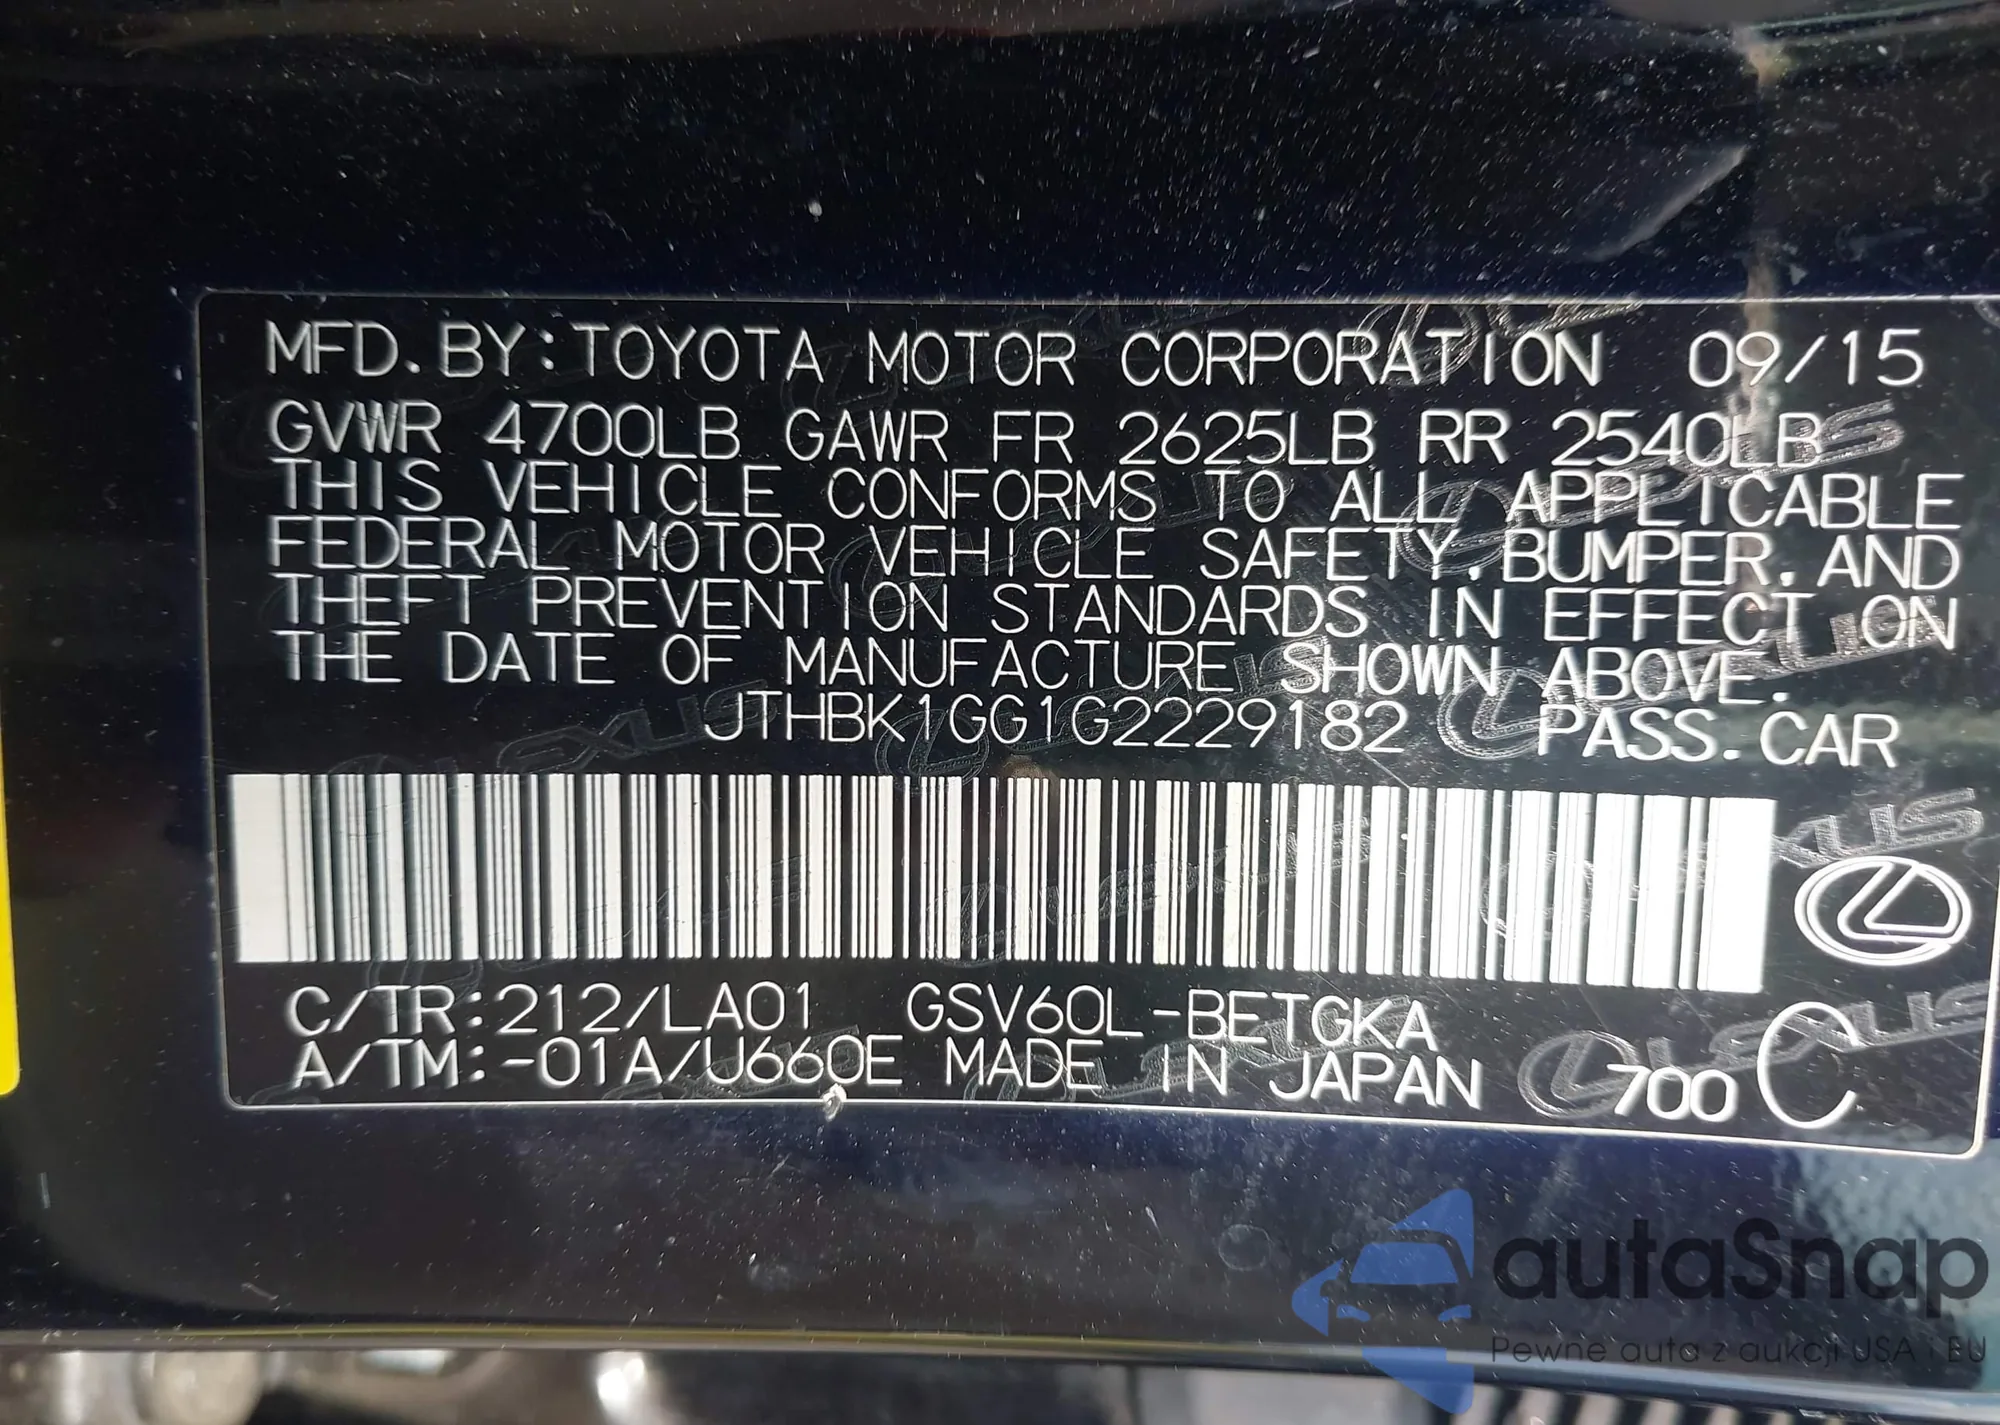 MFD.BY:TOYOTA MOTOR CORPORATION 09/15
GVWR 4700LB GAWR FR 2625LB RR 2540LB
THIS VEHICLE CONFORMS TO ALL APPLICABLE
FEDERAL MOTOR VEHICLE SAFETY,BUMPER,AND
THEFT PREVENTION STANDARDS IN EFFECT ON
THE DATE OF MANUFACTURE SHOWN ABOVE.
JTHBK1GG1G2229182 PASS.CAR
C/TR:212/LA01 GSV60L-BETGKA
A/TM:-01A/U660E MADE IN JAPAN 700 C
LEXUS
autaSnap
Pewne auta z aukcji USA i EU